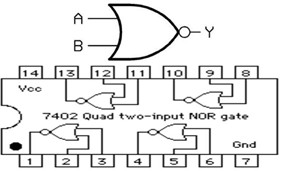 A
B
Y
14 13 12 11 10 9 8
Vcc
7402 Quad two-input NOR gate
Gnd
1 2 3 4 5 6 7